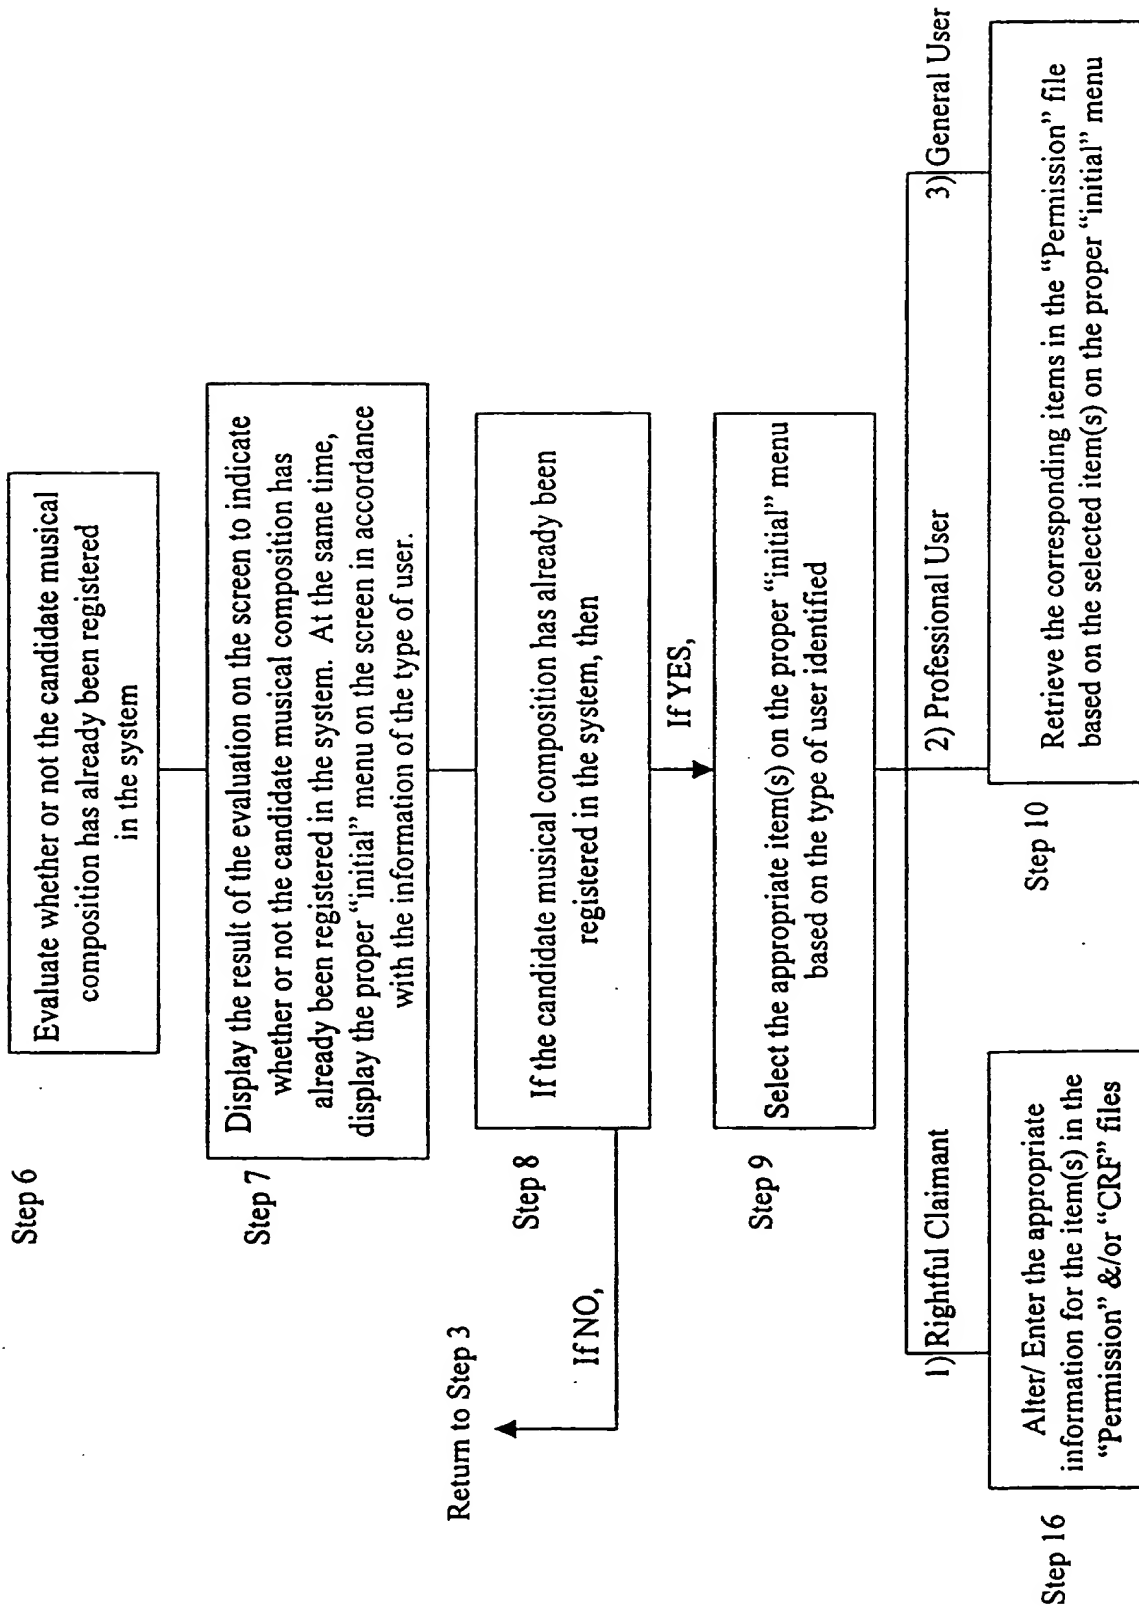 Step 6
Evaluate whether or not the candidate musical
composition has already been registered
in the system
Step 7
Display the result of the evaluation on the screen to indicate
whether or not the candidate musical composition has
already been registered in the system. At the same time,
display the proper “initial” menu on the screen in accordance
with the information of the type of user.
Step 8
If the candidate musical composition has already been
registered in the system, then
Return to Step 3
If NO,
If YES,
Step 9
Select the appropriate item(s) on the proper “initial” menu
based on the type of user identified
1) Rightful Claimant
2) Professional User
3) General User
Step 16
Alter/ Enter the appropriate
information for the item(s) in the
“Permission” &/or “CRF” files
Step 10
Retrieve the corresponding items in the “Permission” file
based on the selected item(s) on the proper “initial” menu